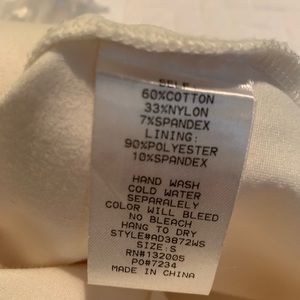 SELF
60%COTTON
33%NYLON
7%SPANDEX
LINING:
90%POLYESTER
10%SPANDEX
HAND WASH
COLD WATER
SEPARALELY
COLOR WILL BLEED
NO BLEACH
HANG TO DRY
STYLE#AD3872WS
SIZE:S
RN#132005
PO#7234
MADE IN CHINA